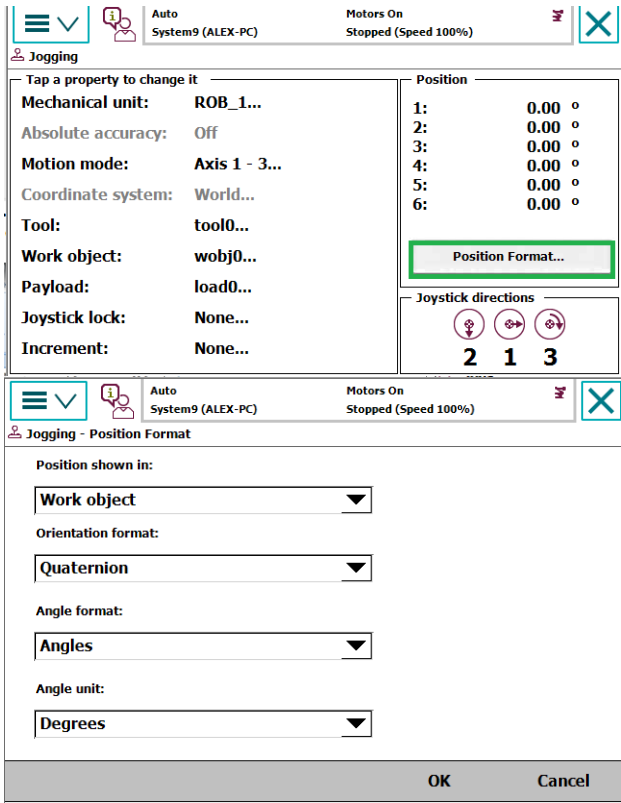 Auto
System9 (ALEX-PC)
Motors On
Stopped (Speed 100%)
Jogging
Tap a property to change it
Mechanical unit: ROB_1...
Absolute accuracy: Off
Motion mode: Axis 1 - 3...
Coordinate system: World...
Tool: tool0...
Work object: wobj0...
Payload: load0...
Joystick lock: None...
Increment: None...
Position
1: 0.00 °
2: 0.00 °
3: 0.00 °
4: 0.00 °
5: 0.00 °
6: 0.00 °
Position Format...
Joystick directions
2 1 3
Auto
System9 (ALEX-PC)
Motors On
Stopped (Speed 100%)
Jogging - Position Format
Position shown in:
Work object
Orientation format:
Quaternion
Angle format:
Angles
Angle unit:
Degrees
OK Cancel